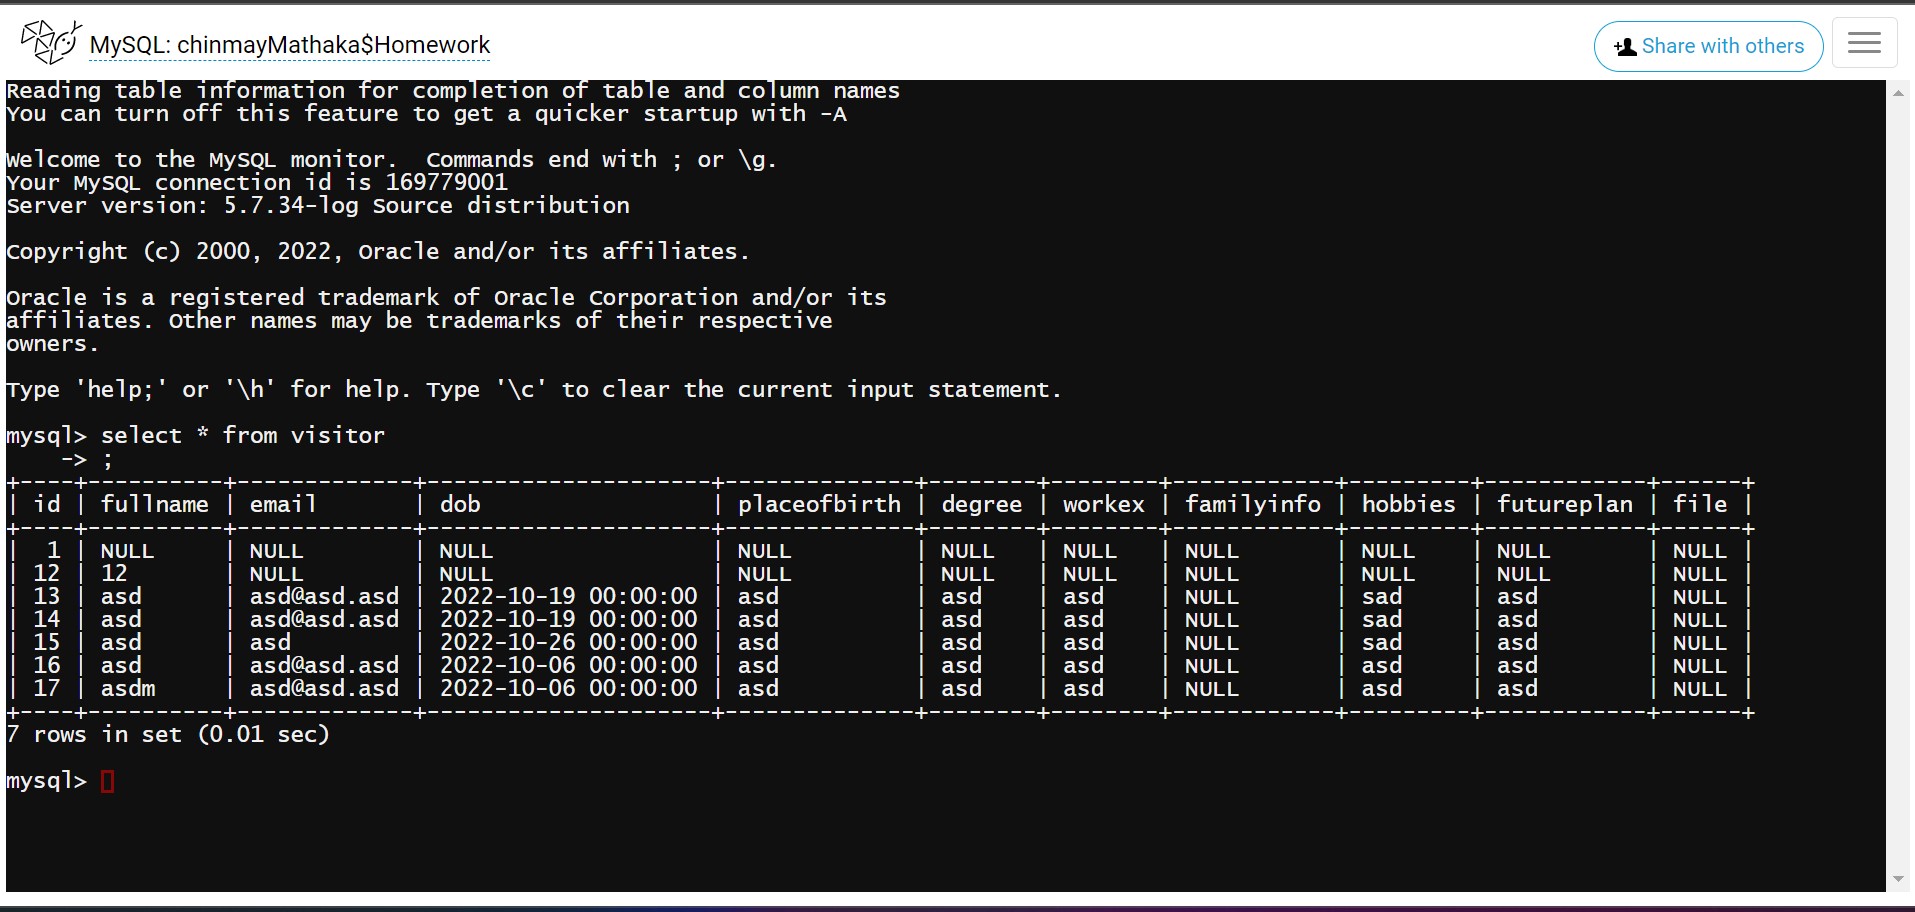 MySQL: chinmayMathaka$Homework
Share with others
Reading table information for completion of table and column names
You can turn off this feature to get a quicker startup with -A
Welcome to the MySQL monitor.  Commands end with ; or \g.
Your MySQL connection id is 169779001
Server version: 5.7.34-log Source distribution
Copyright (c) 2000, 2022, Oracle and/or its affiliates.
Oracle is a registered trademark of Oracle Corporation and/or its
affiliates. Other names may be trademarks of their respective
owners.
Type 'help;' or '\h' for help. Type '\c' to clear the current input statement.
mysql> select * from visitor
    -> ;
+----+----------+-------------+---------------------+--------------+--------+--------+------------+---------+------------+------+
| id | fullname | email       | dob                 | placeofbirth | degree | workex | familyinfo | hobbies | futureplan | file |
+----+----------+-------------+---------------------+--------------+--------+--------+------------+---------+------------+------+
|  1 | NULL     | NULL        | NULL                | NULL         | NULL   | NULL   | NULL       | NULL    | NULL       | NULL |
| 12 | 12       | NULL        | NULL                | NULL         | NULL   | NULL   | NULL       | NULL    | NULL       | NULL |
| 13 | asd      | asd@asd.asd | 2022-10-19 00:00:00 | asd          | asd    | asd    | NULL       | sad     | asd        | NULL |
| 14 | asd      | asd@asd.asd | 2022-10-19 00:00:00 | asd          | asd    | asd    | NULL       | sad     | asd        | NULL |
| 15 | asd      | asd         | 2022-10-26 00:00:00 | asd          | asd    | asd    | NULL       | sad     | asd        | NULL |
| 16 | asd      | asd@asd.asd | 2022-10-06 00:00:00 | asd          | asd    | asd    | NULL       | asd     | asd        | NULL |
| 17 | asdm     | asd@asd.asd | 2022-10-06 00:00:00 | asd          | asd    | asd    | NULL       | asd     | asd        | NULL |
+----+----------+-------------+---------------------+--------------+--------+--------+------------+---------+------------+------+
7 rows in set (0.01 sec)
mysql>